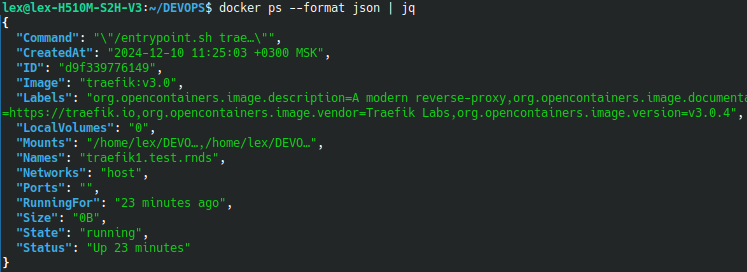 lex@lex-H510M-S2H-V3:~/DEVOPS$ docker ps --format json | jq
{
  "Command": "\"/entrypoint.sh trae…\"",
  "CreatedAt": "2024-12-10 11:25:03 +0300 MSK",
  "ID": "d9f339776149",
  "Image": "traefik:v3.0",
  "Labels": "org.opencontainers.image.description=A modern reverse-proxy,org.opencontainers.image.documenta
=https://traefik.io,org.opencontainers.image.vendor=Traefik Labs,org.opencontainers.image.version=v3.0.4",
  "LocalVolumes": "0",
  "Mounts": "/home/lex/DEVO…,/home/lex/DEVO…",
  "Names": "traefik1.test.rnds",
  "Networks": "host",
  "Ports": "",
  "RunningFor": "23 minutes ago",
  "Size": "0B",
  "State": "running",
  "Status": "Up 23 minutes"
}